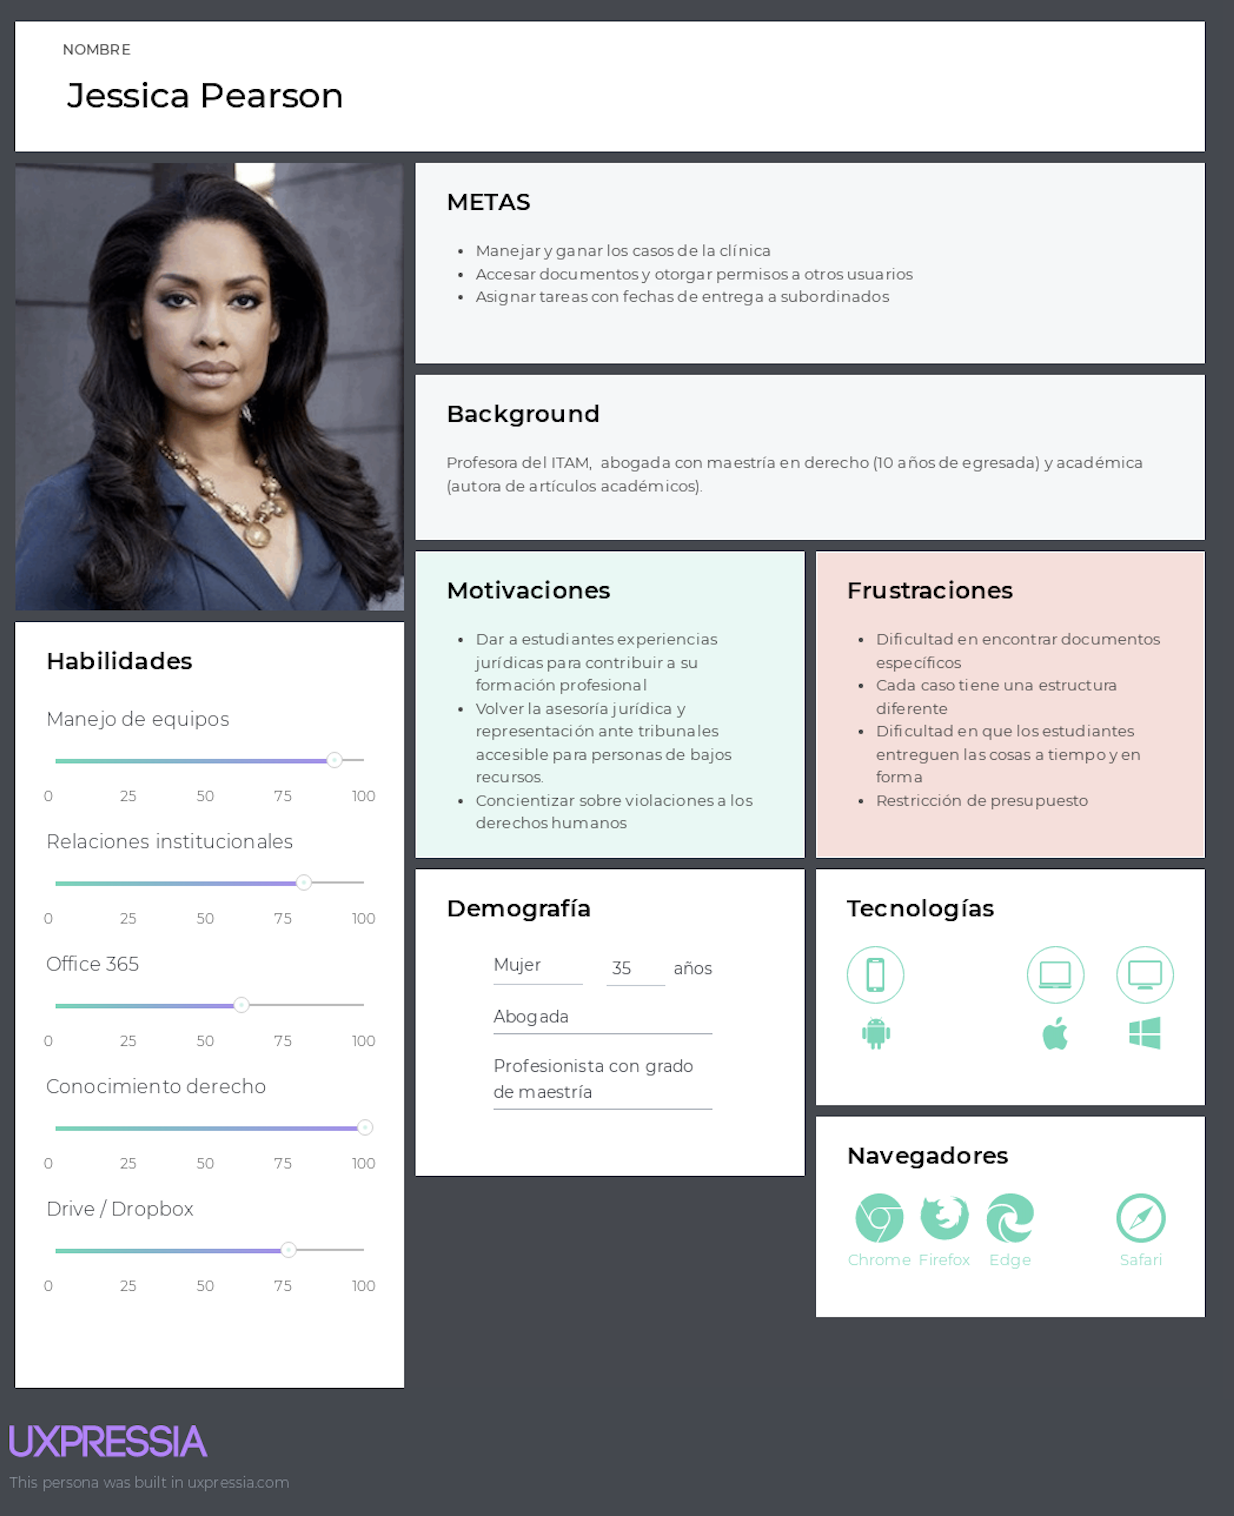 NOMBRE
Jessica Pearson
METAS
Manejar y ganar los casos de la clínica
Accesar documentos y otorgar permisos a otros usuarios
Asignar tareas con fechas de entrega a subordinados
Background
Profesora del ITAM, abogada con maestría en derecho (10 años de egresada) y académica
(autora de artículos académicos).
Motivaciones
Dar a estudiantes experiencias
jurídicas para contribuir a su
formación profesional
Volver la asesoría jurídica y
representación ante tribunales
accesible para personas de bajos
recursos.
Concientizar sobre violaciones a los
derechos humanos
Frustraciones
Dificultad en encontrar documentos
específicos
Cada caso tiene una estructura
diferente
Dificultad en que los estudiantes
entreguen las cosas a tiempo y en
forma
Restricción de presupuesto
Habilidades
Manejo de equipos
0 25 50 75 100
Relaciones institucionales
0 25 50 75 100
Office 365
0 25 50 75 100
Conocimiento derecho
0 25 50 75 100
Drive / Dropbox
0 25 50 75 100
Demografía
Mujer 35 años
Abogada
Profesionista con grado
de maestría
Tecnologías
Navegadores
Chrome Firefox Edge Safari
UXPRESSIA
This persona was built in uxpressia.com